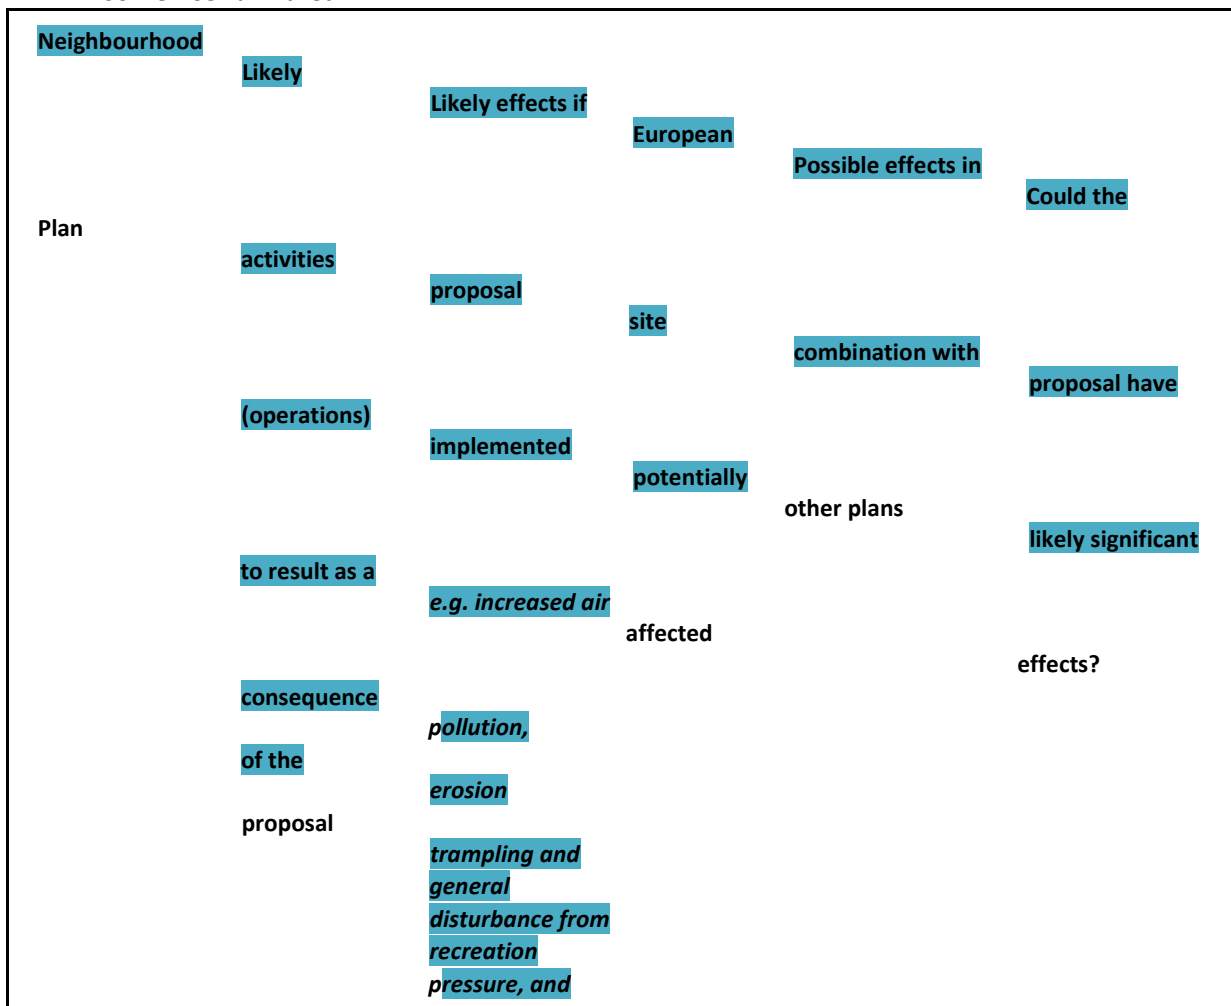 Neighbourhood
Likely
Likely effects if
European
Possible effects in
Could the
Plan
activities
proposal
site
combination with
proposal have
(operations)
implemented
potentially
other plans
likely significant
to result as a
e.g. increased air
affected
effects?
consequence
pollution,
of the
erosion
proposal
trampling and
general
disturbance from
recreation
pressure, and